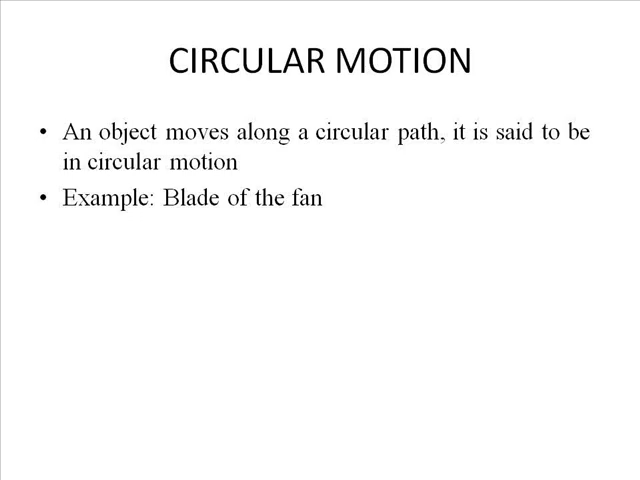 CIRCULAR MOTION
• An object moves along a circular path, it is said to be
in circular motion
• Example: Blade of the fan